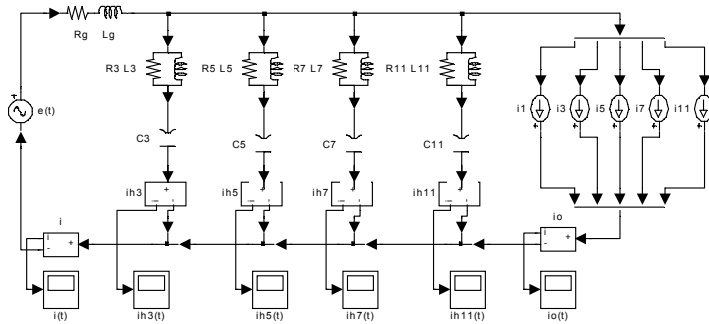 Rg Lg
R3 L3
R5 L5
R7 L7
R11 L11
i1
i3
i5
i7
i11
e(t)
C3
C5
C7
C11
ih3
ih5
ih7
ih11
i
io
i(t)
ih3(t)
ih5(t)
ih7(t)
ih11(t)
io(t)